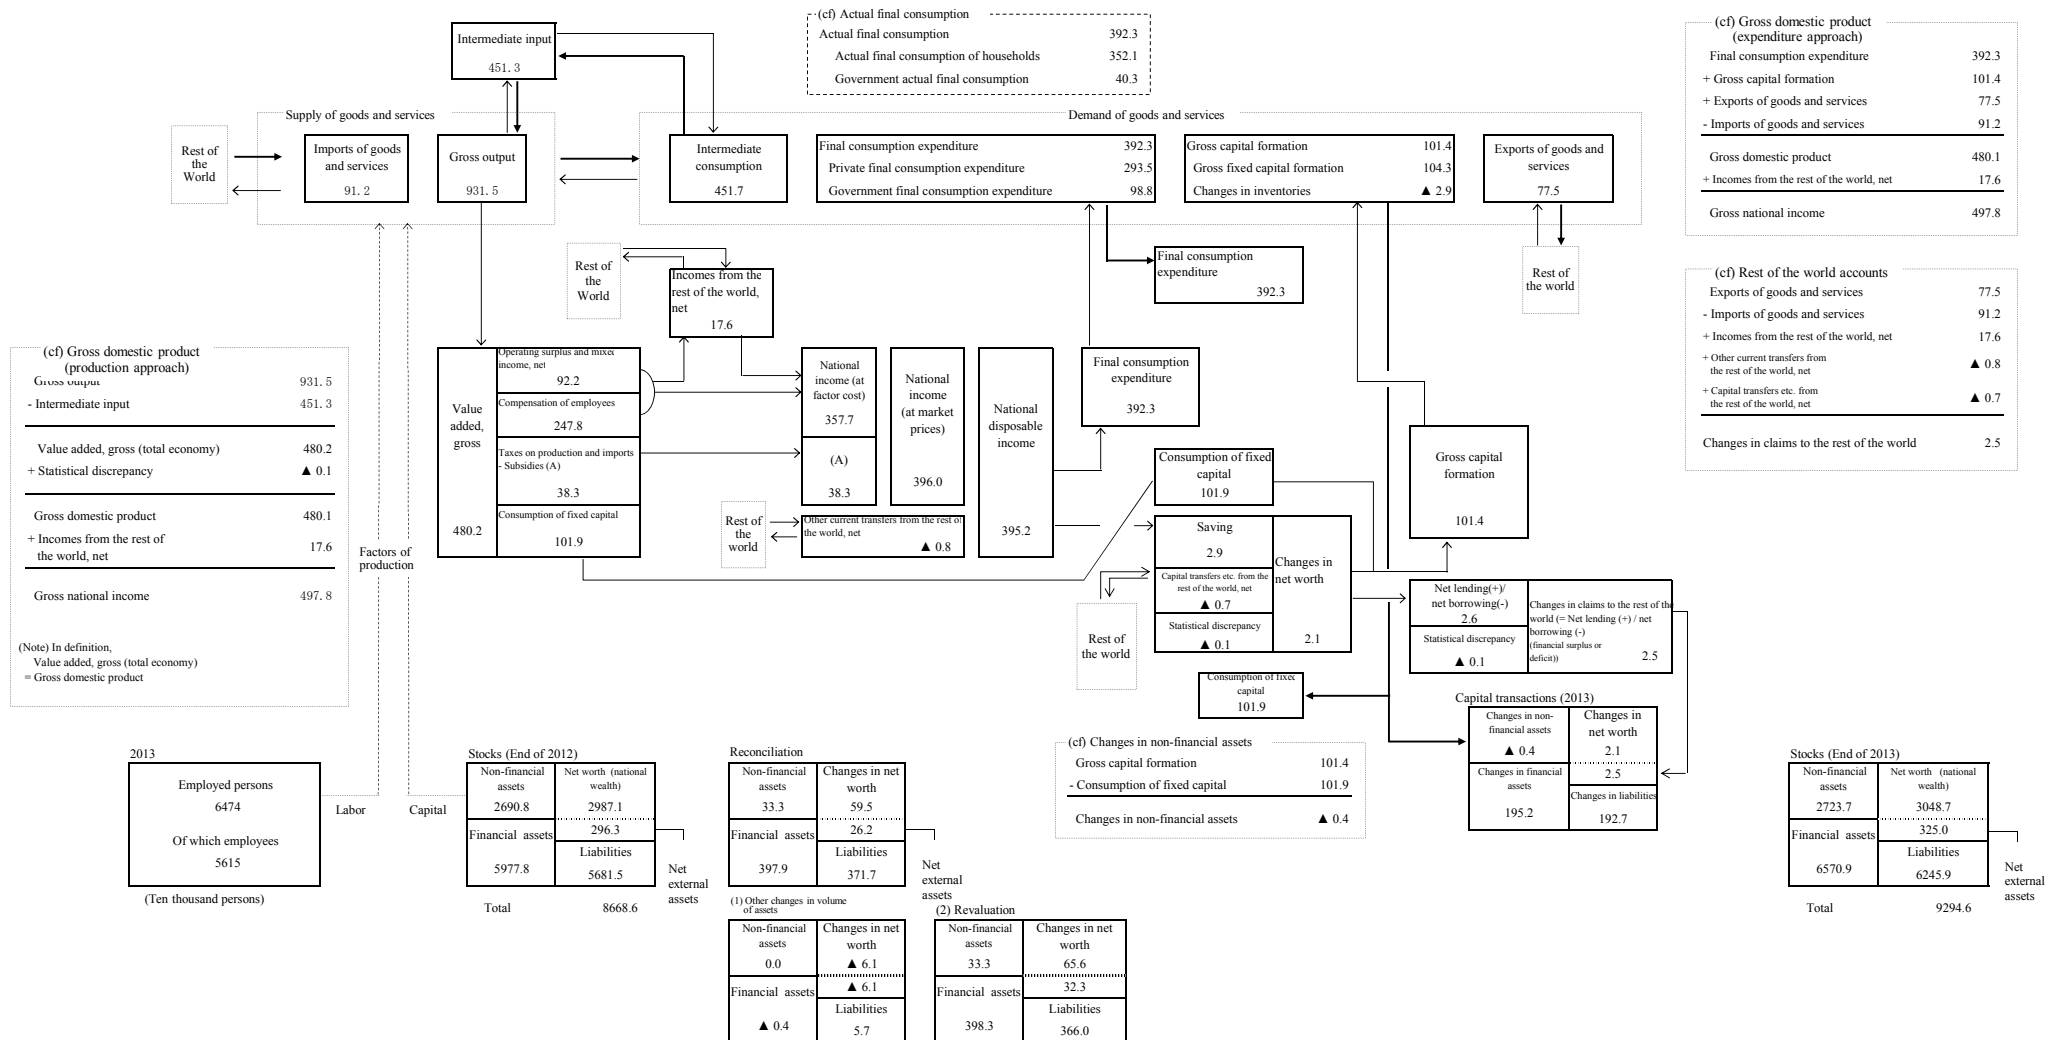 (cf) Actual final consumption
Actual final consumption 392.3
Actual final consumption of households 352.1
Government actual final consumption 40.3
(cf) Gross domestic product
(expenditure approach)
Final consumption expenditure 392.3
+ Gross capital formation 101.4
+ Exports of goods and services 77.5
- Imports of goods and services 91.2
Gross domestic product 480.1
+ Incomes from the rest of the world, net 17.6
Gross national income 497.8
Intermediate input
451.3
Supply of goods and services
Rest of
the
World
Imports of goods
and services
91.2
Gross output
931.5
Demand of goods and services
Intermediate
consumption
451.7
Final consumption expenditure 392.3
Private final consumption expenditure 293.5
Government final consumption expenditure 98.8
Gross capital formation 101.4
Gross fixed capital formation 104.3
Changes in inventories ▲ 2.9
Exports of goods and
services
77.5
Rest of
the
World
Incomes from the
rest of the world,
net
17.6
Final consumption
expenditure
392.3
Rest of
the world
(cf) Rest of the world accounts
Exports of goods and services 77.5
- Imports of goods and services 91.2
+ Incomes from the rest of the world, net 17.6
+ Other current transfers from
the rest of the world, net ▲ 0.8
+ Capital transfers etc. from
the rest of the world, net ▲ 0.7
Changes in claims to the rest of the world 2.5
(cf) Gross domestic product
(production approach)
Gross output 931.5
- Intermediate input 451.3
Value added, gross (total economy) 480.2
+ Statistical discrepancy ▲ 0.1
Gross domestic product 480.1
+ Incomes from the rest of
the world, net 17.6
Gross national income 497.8
(Note) In definition,
Value added, gross (total economy)
= Gross domestic product
Factors of
production
Value
added,
gross
480.2
Operating surplus and mixed
income, net
92.2
Compensation of employees
247.8
Taxes on production and imports
- Subsidies (A)
38.3
Consumption of fixed capital
101.9
National
income (at
factor cost)
357.7
(A)
38.3
National
income
(at market
prices)
396.0
Rest of
the
world
Other current transfers from the rest of
the world, net
▲ 0.8
National
disposable
income
395.2
Final consumption
expenditure
392.3
Consumption of fixed
capital
101.9
Saving
2.9
Capital transfers etc. from the
rest of the world, net
▲ 0.7
Statistical discrepancy
▲ 0.1
Changes in
net worth
2.1
Rest of
the world
Gross capital
formation
101.4
Net lending(+)/
net borrowing(-)
2.6
Statistical discrepancy
▲ 0.1
Changes in claims to the rest of the
world (= Net lending (+) / net
borrowing (-)
(financial surplus or
deficit))
2.5
Consumption of fixed
capital
101.9
Capital transactions (2013)
Changes in non-
financial assets
▲ 0.4
Changes in
net worth
2.1
2.5
Changes in financial
assets
195.2
Changes in liabilities
192.7
(cf) Changes in non-financial assets
Gross capital formation 101.4
- Consumption of fixed capital 101.9
Changes in non-financial assets ▲ 0.4
2013
Employed persons
6474
Of which employees
5615
(Ten thousand persons)
Labor
Capital
Stocks (End of 2012)
Non-financial
assets
2690.8
Net worth (national
wealth)
2987.1
296.3
Financial assets
5977.8
Liabilities
5681.5
Net
external
assets
Total 8668.6
Reconciliation
Non-financial
assets
33.3
Changes in net
worth
59.5
26.2
Financial assets
397.9
Liabilities
371.7
Net
external
assets
(1) Other changes in volume
of assets
Non-financial
assets
0.0
Changes in net
worth
▲ 6.1
▲ 6.1
Financial assets
▲ 0.4
Liabilities
5.7
(2) Revaluation
Non-financial
assets
33.3
Changes in net
worth
65.6
32.3
Financial assets
398.3
Liabilities
366.0
Stocks (End of 2013)
Non-financial
assets
2723.7
Net worth (national
wealth)
3048.7
325.0
Financial assets
6570.9
Liabilities
6245.9
Net
external
assets
Total 9294.6